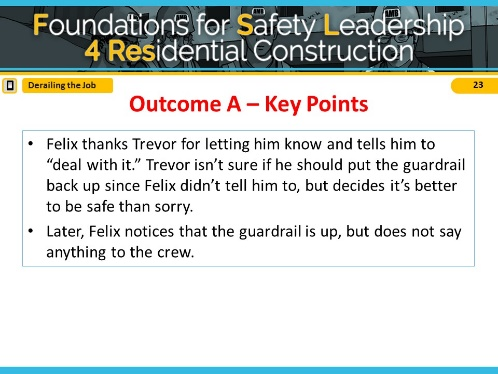 Foundations for Safety Leadership
4 Residential Construction
Derailing the Job
23
Outcome A – Key Points
• Felix thanks Trevor for letting him know and tells him to
“deal with it.” Trevor isn’t sure if he should put the guardrail
back up since Felix didn’t tell him to, but decides it’s better
to be safe than sorry.
• Later, Felix notices that the guardrail is up, but does not say
anything to the crew.